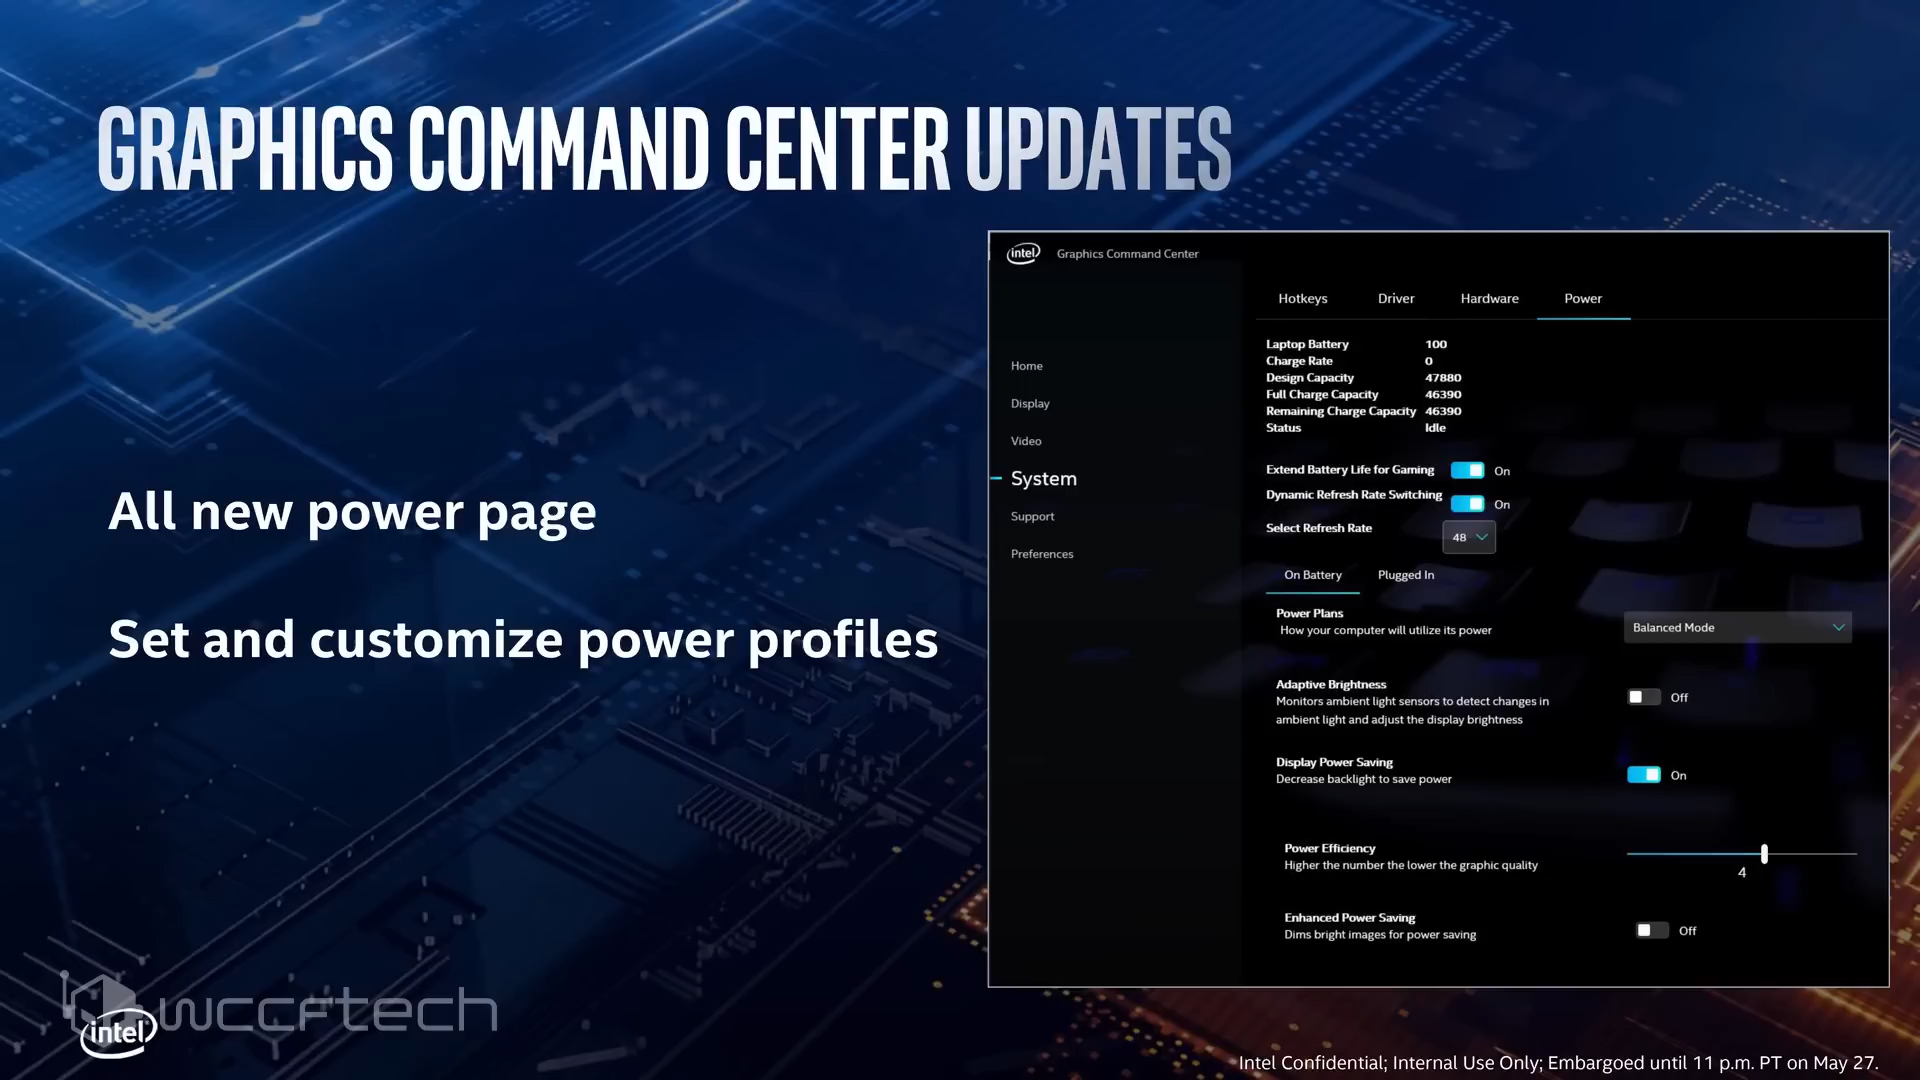 GRAPHICS COMMAND CENTER UPDATES
All new power page
Set and customize power profiles
intel Graphics Command Center
Home
Display
Video
System
Support
Preferences
Hotkeys Driver Hardware Power
Laptop Battery 100
Charge Rate 0
Design Capacity 47880
Full Charge Capacity 46390
Remaining Charge Capacity 46390
Status Idle
Extend Battery Life for Gaming On
Dynamic Refresh Rate Switching On
Select Refresh Rate 48
On Battery Plugged In
Power Plans
How your computer will utilize its power
Balanced Mode
Adaptive Brightness
Monitors ambient light sensors to detect changes in
ambient light and adjust the display brightness
Off
Display Power Saving
Decrease backlight to save power
On
Power Efficiency
Higher the number the lower the graphic quality
4
Enhanced Power Saving
Dims bright images for power saving
Off
wccftech
intel
Intel Confidential; Internal Use Only; Embargoed until 11 p.m. PT on May 27.